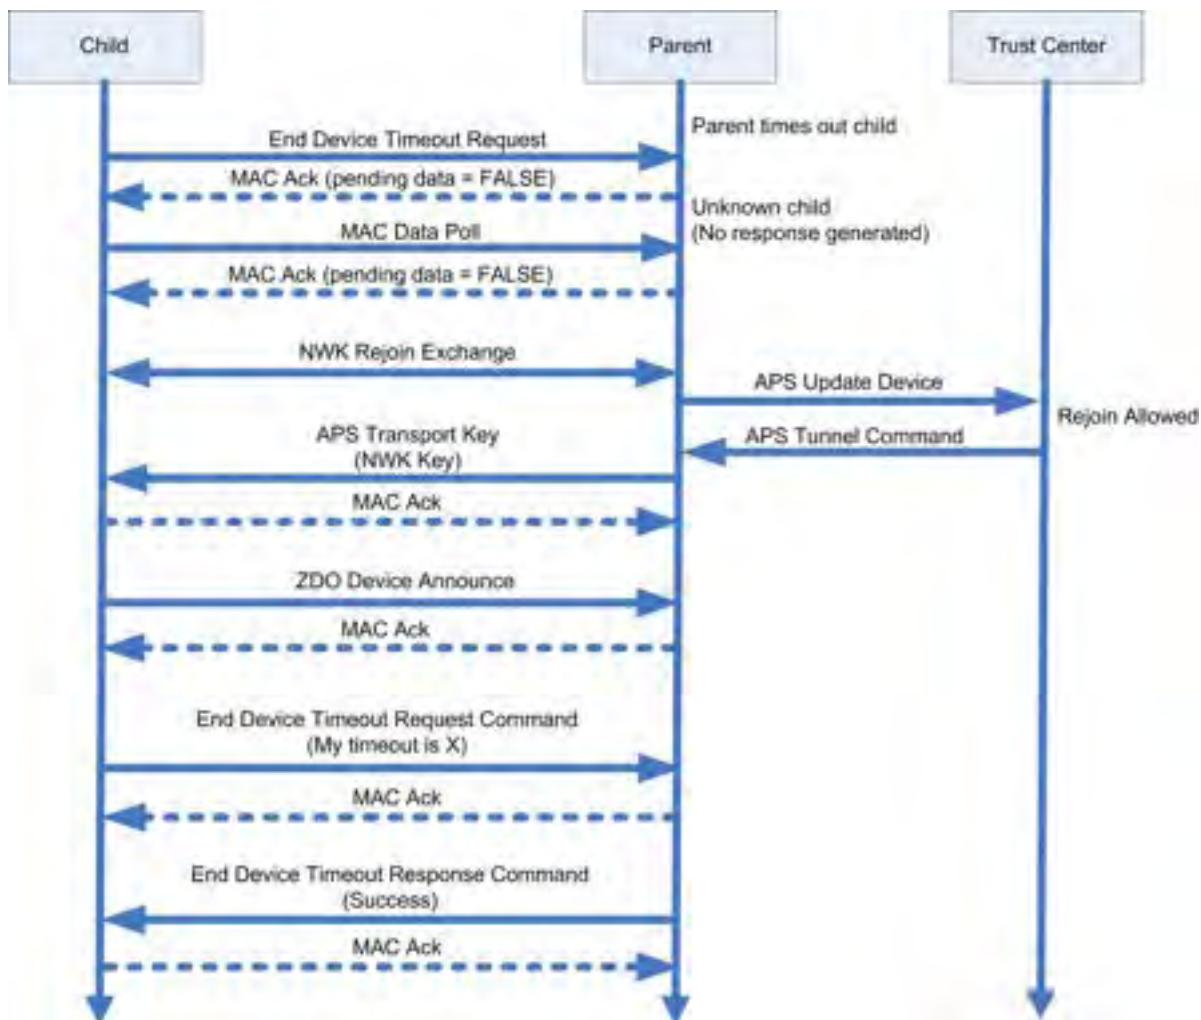 Child
Parent
Trust Center
Parent times out child
End Device Timeout Request
MAC Ack (pending data = FALSE)
Unknown child
(No response generated)
MAC Data Poll
MAC Ack (pending data = FALSE)
NWK Rejoin Exchange
APS Update Device
Rejoin Allowed
APS Tunnel Command
APS Transport Key
(NWK Key)
MAC Ack
ZDO Device Announce
MAC Ack
End Device Timeout Request Command
(My timeout is X)
MAC Ack
End Device Timeout Response Command
(Success)
MAC Ack